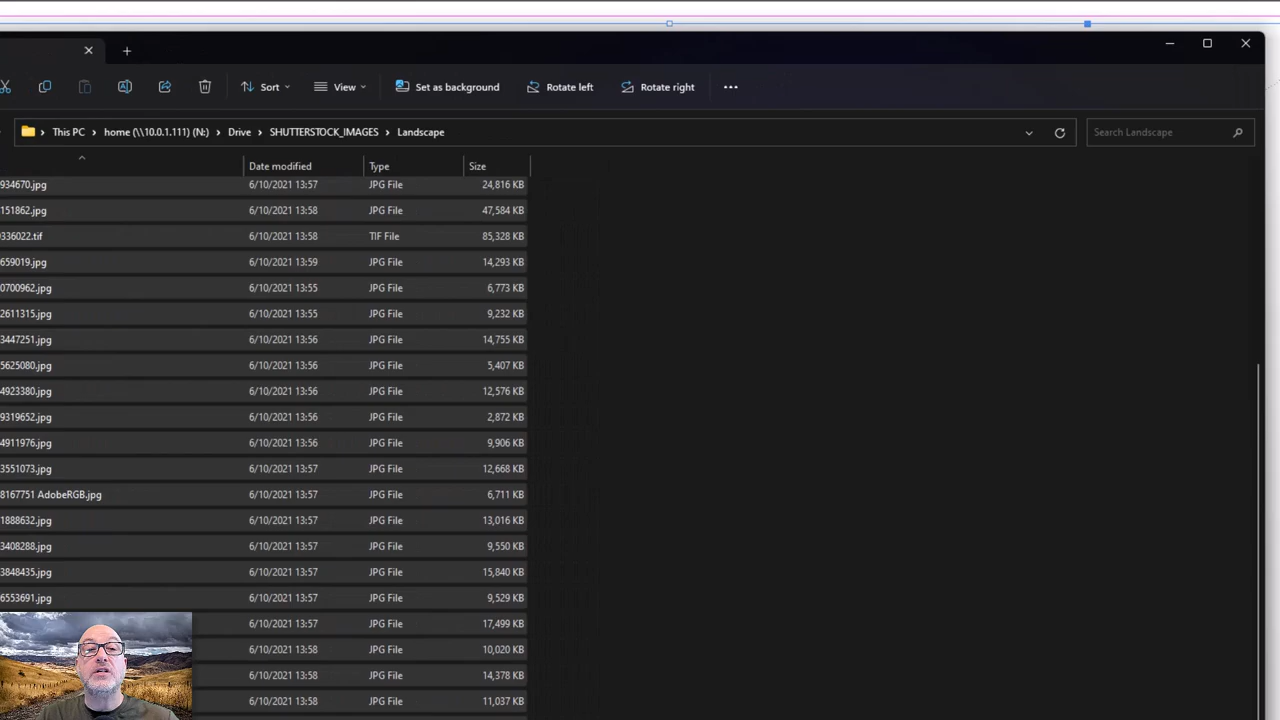 Sort View Set as background Rotate left Rotate right
This PC home (\\10.0.1.111) (N:) Drive SHUTTERSTOCK_IMAGES Landscape Search Landscape
Date modified Type Size
934670.jpg 6/10/2021 13:57 JPG File 24,816 KB
151862.jpg 6/10/2021 13:58 JPG File 47,584 KB
336022.tif 6/10/2021 13:58 TIF File 85,328 KB
659019.jpg 6/10/2021 13:59 JPG File 14,293 KB
0700962.jpg 6/10/2021 13:55 JPG File 6,773 KB
2611315.jpg 6/10/2021 13:55 JPG File 9,232 KB
3447251.jpg 6/10/2021 13:56 JPG File 14,755 KB
5625080.jpg 6/10/2021 13:56 JPG File 5,407 KB
4923380.jpg 6/10/2021 13:56 JPG File 12,576 KB
9319652.jpg 6/10/2021 13:56 JPG File 2,872 KB
4911976.jpg 6/10/2021 13:56 JPG File 9,906 KB
3551073.jpg 6/10/2021 13:57 JPG File 12,668 KB
8167751 AdobeRGB.jpg 6/10/2021 13:57 JPG File 6,711 KB
1888632.jpg 6/10/2021 13:57 JPG File 13,016 KB
3408288.jpg 6/10/2021 13:57 JPG File 9,550 KB
3848435.jpg 6/10/2021 13:57 JPG File 15,840 KB
6553691.jpg 6/10/2021 13:57 JPG File 9,529 KB
6/10/2021 13:57 JPG File 17,499 KB
6/10/2021 13:58 JPG File 10,020 KB
6/10/2021 13:58 JPG File 14,378 KB
6/10/2021 13:58 JPG File 11,037 KB